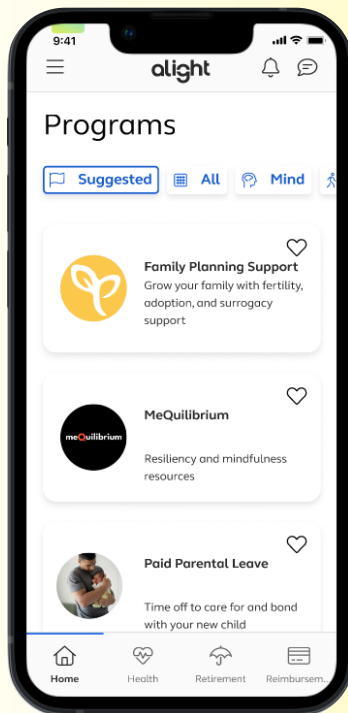 9:41
alight
Programs
Suggested
All
Mind
Family Planning Support
Grow your family with fertility,
adoption, and surrogacy
support
meQuilibrium
MeQuilibrium
Resiliency and mindfulness
resources
Paid Parental Leave
Time off to care for and bond
with your new child
Home
Health
Retirement
Reimbursem...